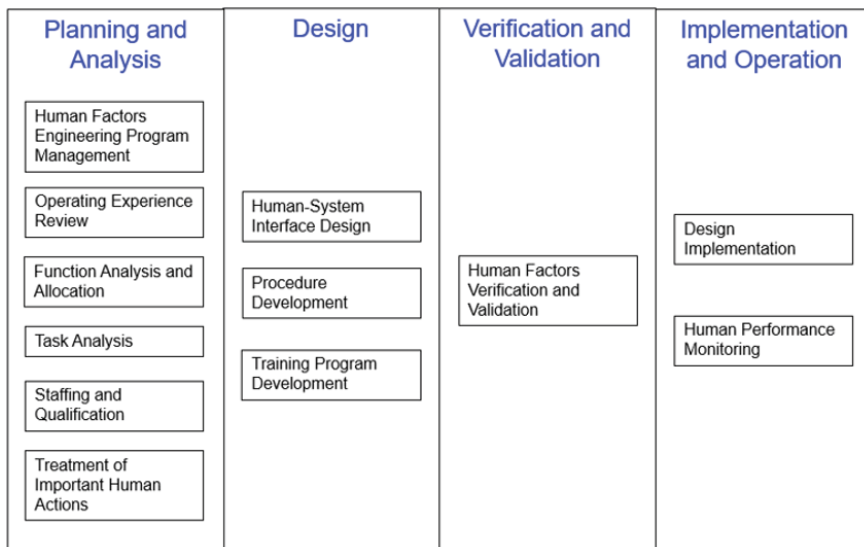 Planning and
Analysis
Human Factors
Engineering Program
Management
Operating Experience
Review
Function Analysis and
Allocation
Task Analysis
Staffing and
Qualification
Treatment of
Important Human
Actions
Design
Human-System
Interface Design
Procedure
Development
Training Program
Development
Verification and
Validation
Human Factors
Verification and
Validation
Implementation
and Operation
Design
Implementation
Human Performance
Monitoring